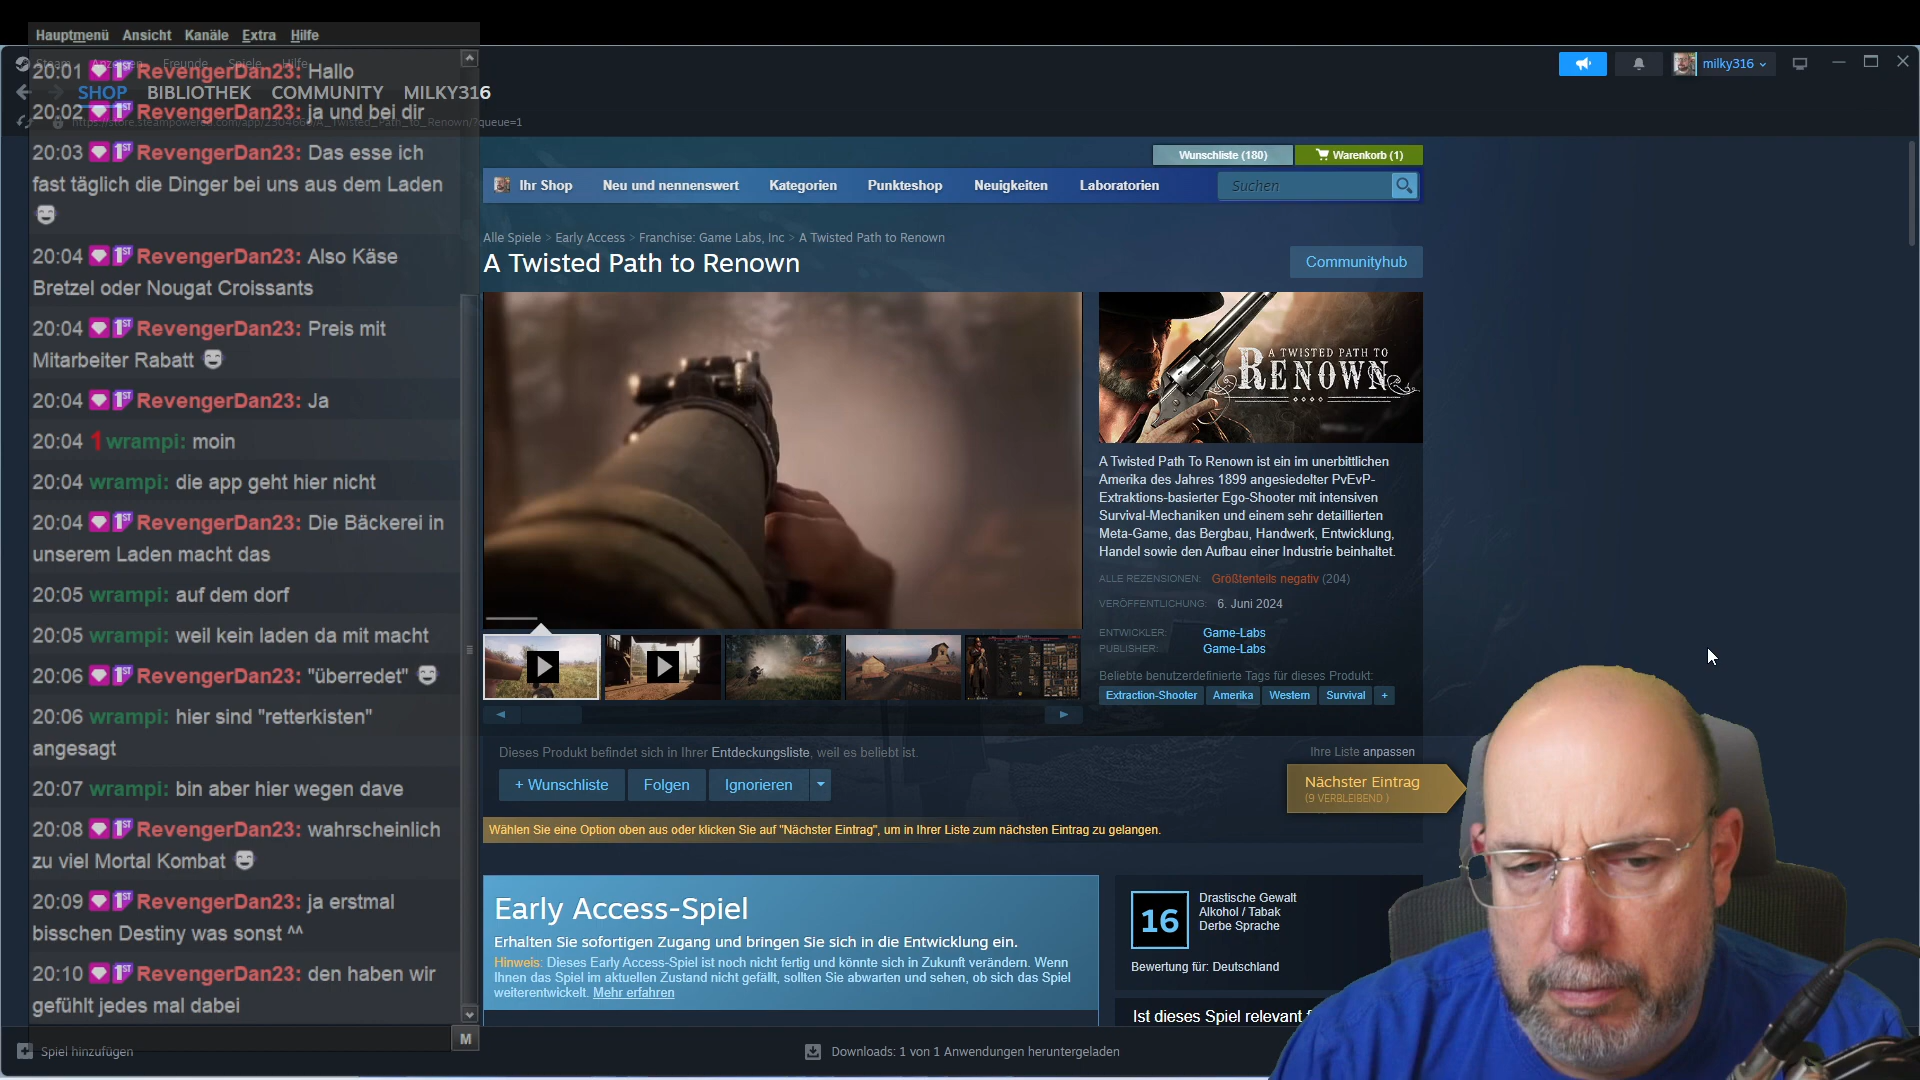 Hauptmenü Ansicht Kanäle Extra Hilfe
Steam Anzeigen Freunde Spiele Hilfe
milky316
20:01 1ST RevengerDan23: Hallo
SHOP BIBLIOTHEK COMMUNITY MILKY316
20:02 1ST RevengerDan23: ja und bei dir
20:03 1ST RevengerDan23: Das esse ich
fast täglich die Dinger bei uns aus dem Laden
20:04 1ST RevengerDan23: Also Käse
Bretzel oder Nougat Croissants
20:04 1ST RevengerDan23: Preis mit
Mitarbeiter Rabatt
20:04 1ST RevengerDan23: Ja
20:04 1 wrampi: moin
20:04 wrampi: die app geht hier nicht
20:04 1ST RevengerDan23: Die Bäckerei in
unserem Laden macht das
20:05 wrampi: auf dem dorf
20:05 wrampi: weil kein laden da mit macht
20:06 1ST RevengerDan23: "überredet"
20:06 wrampi: hier sind "retterkisten"
angesagt
20:07 wrampi: bin aber hier wegen dave
20:08 1ST RevengerDan23: wahrscheinlich
zu viel Mortal Kombat
20:09 1ST RevengerDan23: ja erstmal
bisschen Destiny was sonst ^^
20:10 1ST RevengerDan23: den haben wir
gefühlt jedes mal dabei
M
Wunschliste (180) Warenkorb (1)
Ihr Shop Neu und nennenswert Kategorien Punkteshop Neuigkeiten Laboratorien Suchen
Alle Spiele > Early Access > Franchise: Game Labs, Inc > A Twisted Path to Renown
A Twisted Path to Renown
Communityhub
A TWISTED PATH TO
RENOWN
A Twisted Path To Renown ist ein im unerbittlichen
Amerika des Jahres 1899 angesiedelter PvEvP-
Extraktions-basierter Ego-Shooter mit intensiven
Survival-Mechaniken und einem sehr detaillierten
Meta-Game, das Bergbau, Handwerk, Entwicklung,
Handel sowie den Aufbau einer Industrie beinhaltet.
ALLE REZENSIONEN: Größtenteils negativ (204)
VERÖFFENTLICHUNG: 6. Juni 2024
ENTWICKLER: Game-Labs
PUBLISHER: Game-Labs
Beliebte benutzerdefinierte Tags für dieses Produkt:
Extraction-Shooter Amerika Western Survival +
Dieses Produkt befindet sich in Ihrer Entdeckungsliste, weil es beliebt ist.
Ihre Liste anpassen
+ Wunschliste Folgen Ignorieren
Nächster Eintrag
(9 VERBLEIBEND )
Wählen Sie eine Option oben aus oder klicken Sie auf "Nächster Eintrag", um in Ihrer Liste zum nächsten Eintrag zu gelangen.
Early Access-Spiel
Erhalten Sie sofortigen Zugang und bringen Sie sich in die Entwicklung ein.
Hinweis: Dieses Early Access-Spiel ist noch nicht fertig und könnte sich in Zukunft verändern. Wenn
Ihnen das Spiel im aktuellen Zustand nicht gefällt, sollten Sie abwarten und sehen, ob sich das Spiel
weiterentwickelt. Mehr erfahren
16
Drastische Gewalt
Alkohol / Tabak
Derbe Sprache
Bewertung für: Deutschland
Ist dieses Spiel relevant
Spiel hinzufügen
Downloads: 1 von 1 Anwendungen heruntergeladen